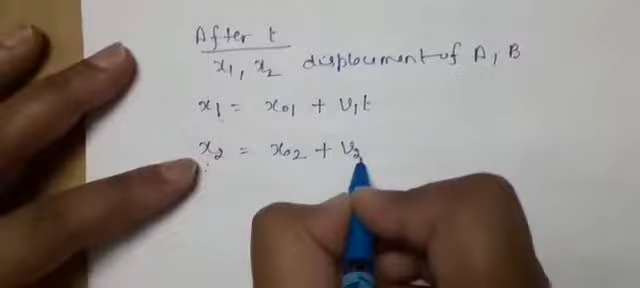 After t
x₁, x₂ displacement of A, B
x₁ = x₀₁ + v₁t
x₂ = x₀₂ + v₂